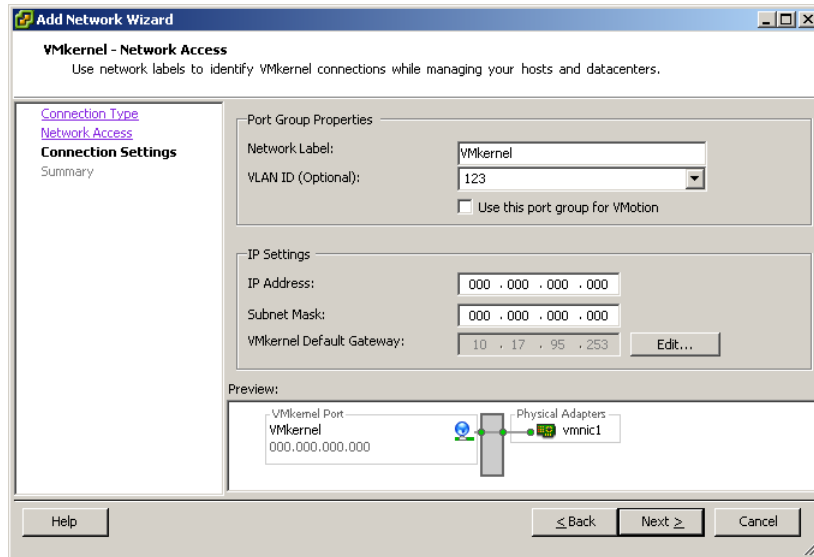 Add Network Wizard
VMkernel - Network Access
Use network labels to identify VMkernel connections while managing your hosts and datacenters.
Connection Type
Network Access
Connection Settings
Summary
Port Group Properties
Network Label: VMkernel
VLAN ID (Optional): 123
Use this port group for VMotion
IP Settings
IP Address: 000 . 000 . 000 . 000
Subnet Mask: 000 . 000 . 000 . 000
VMkernel Default Gateway: 10 . 17 . 95 . 253 Edit...
Preview:
VMkernel Port Physical Adapters
VMkernel vmnic1
000.000.000.000
Help < Back Next > Cancel